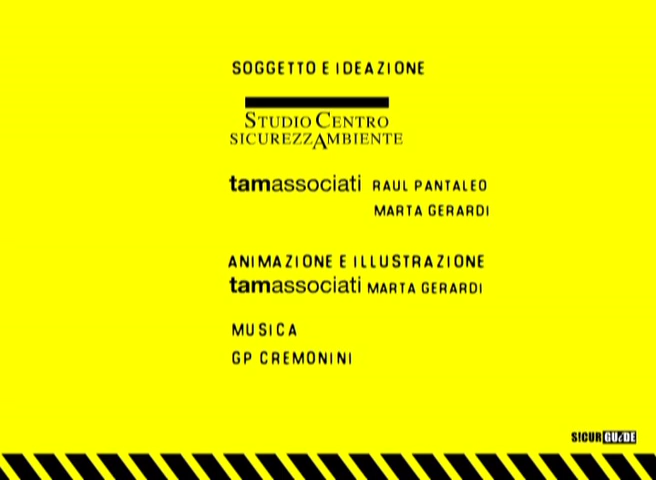 SOGGETTO E IDEAZIONE
STUDIO CENTRO
SICUREZZAMBIENTE
tamassociati RAUL PANTALEO
MARTA GERARDI
ANIMAZIONE E ILLUSTRAZIONE
tamassociati MARTA GERARDI
MUSICA
GP CREMONINI
SICURGUIDE